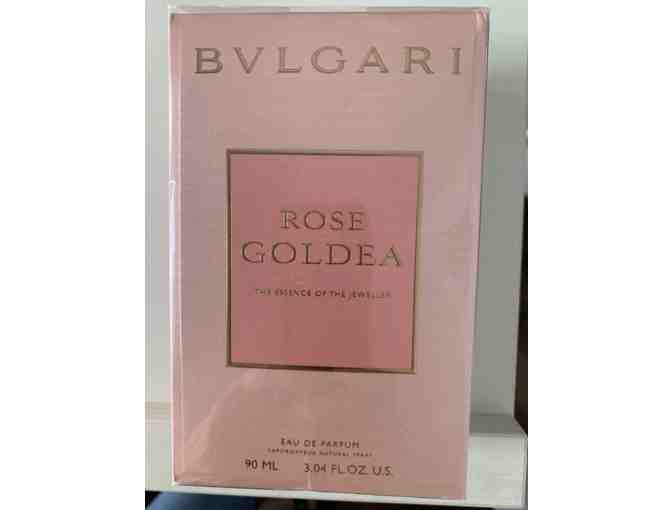 BVLGARI
ROSE
GOLDEA
THE ESSENCE OF THE JEWELLER
EAU DE PARFUM
VAPORISATEUR NATURAL SPRAY
90 ML 3.04 FL.OZ. U.S.